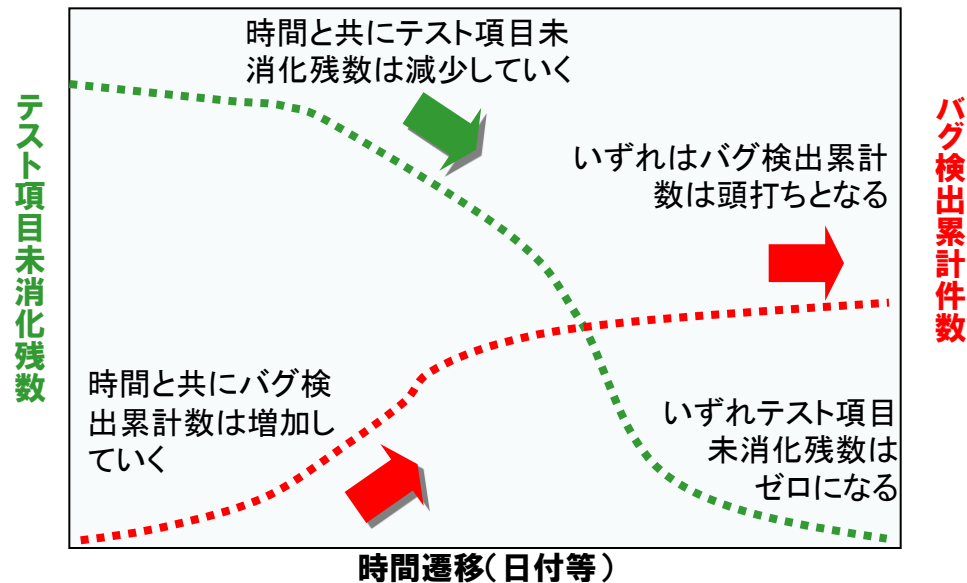 時間と共にテスト項目未
消化残数は減少していく
テスト項目未消化残数
バグ検出累計件数
いずれはバグ検出累計
数は頭打ちとなる
時間と共にバグ検
出累計数は増加し
ていく
いずれテスト項目
未消化残数は
ゼロになる
時間遷移(日付等)